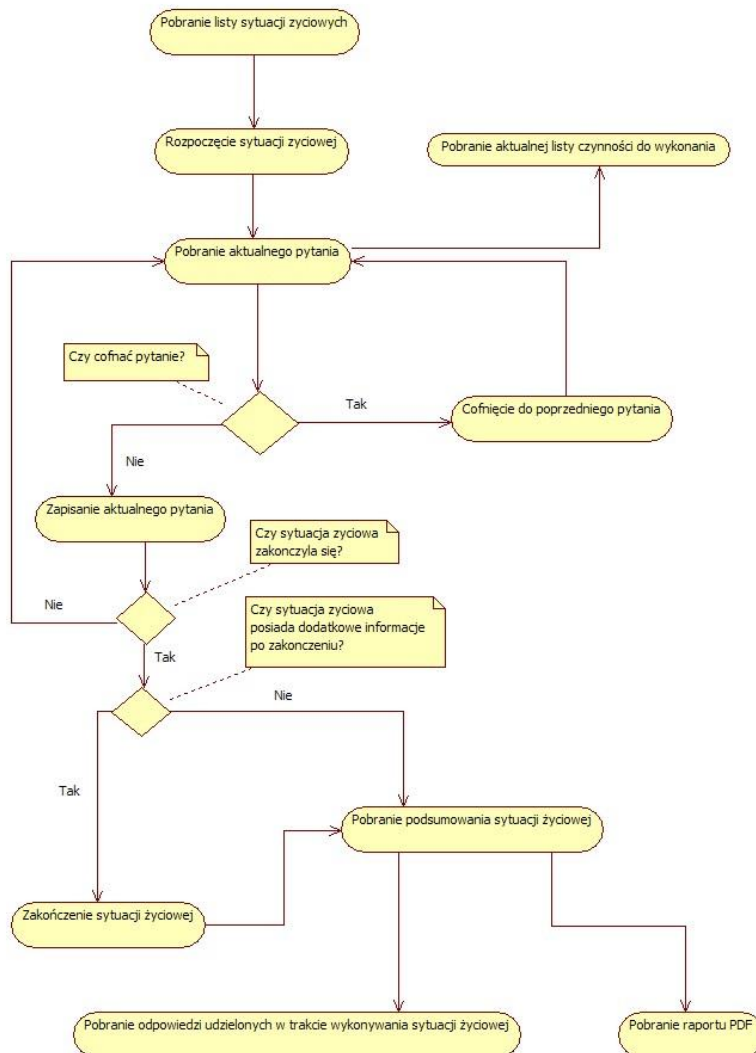 Pobranie listy sytuacji zyciowych
Rozpoczęcie sytuacji zyciowej
Pobranie aktualnej listy czynności do wykonania
Pobranie aktualnego pytania
Czy cofnać pytanie?
Tak
Cofnięcie do poprzedniego pytania
Nie
Zapisanie aktualnego pytania
Czy sytuacja zyciowa
zakonczyla się?
Nie
Czy sytuacja zyciowa
posiada dodatkowe informacje
po zakonczeniu?
Tak
Nie
Tak
Pobranie podsumowania sytuacji życiowej
Zakończenie sytuacji życiowej
Pobranie odpowiedzi udzielonych w trakcie wykonywania sytuacji życiowej
Pobranie raportu PDF